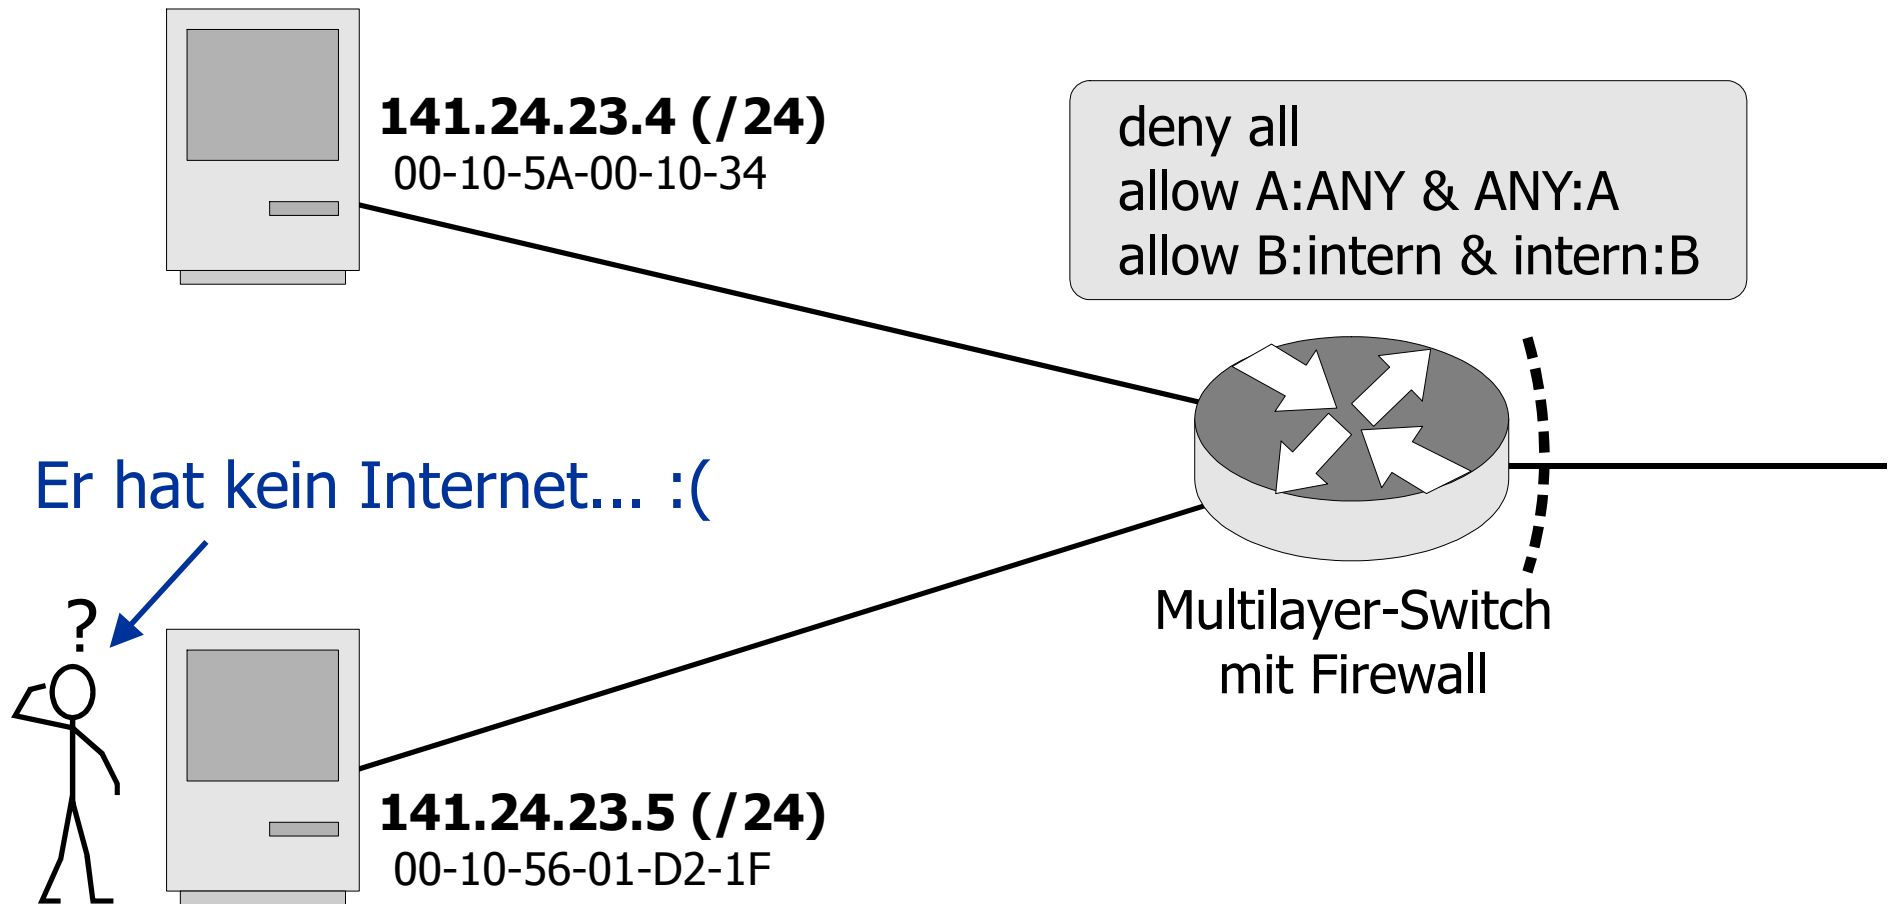 141.24.23.4 (/24)
00-10-5A-00-10-34
deny all
allow A:ANY & ANY:A
allow B:intern & intern:B
Er hat kein Internet... :(
?
Multilayer-Switch
mit Firewall
141.24.23.5 (/24)
00-10-56-01-D2-1F